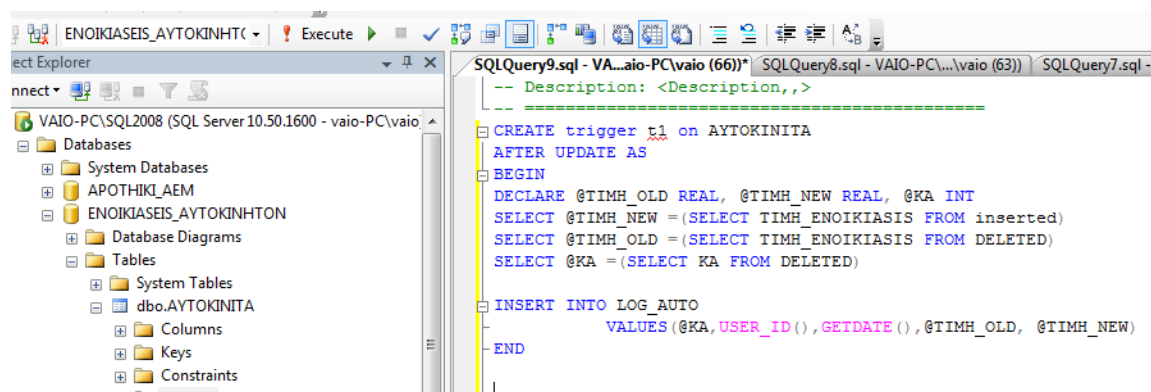 ENOIKIASEIS_AYTOKINHT( Execute
ect Explorer
nnect
VAIO-PC\SQL2008 (SQL Server 10.50.1600 - vaio-PC\vaio
Databases
System Databases
APOTHIKI_AEM
ENOIKIASEIS_AYTOKINHTON
Database Diagrams
Tables
System Tables
dbo.AYTOKINITA
Columns
Keys
Constraints
SQLQuery9.sql - VA...aio-PC\vaio (66))* SQLQuery8.sql - VAIO-PC\...\vaio (63)) SQLQuery7.sql -
-- Description: <Description,,>
-- =============================================
CREATE trigger t1 on AYTOKINITA
AFTER UPDATE AS
BEGIN
DECLARE @TIMH_OLD REAL, @TIMH_NEW REAL, @KA INT
SELECT @TIMH_NEW =(SELECT TIMH_ENOIKIASIS FROM inserted)
SELECT @TIMH_OLD =(SELECT TIMH_ENOIKIASIS FROM DELETED)
SELECT @KA =(SELECT KA FROM DELETED)
INSERT INTO LOG_AUTO
VALUES(@KA,USER_ID(),GETDATE(),@TIMH_OLD, @TIMH_NEW)
END